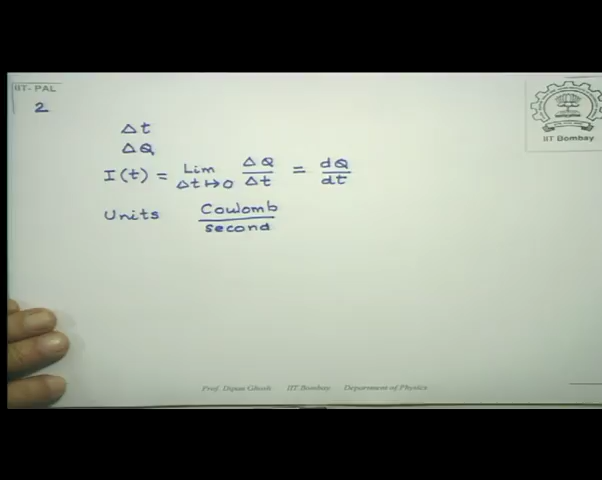 IIT- PAL
2
Δt
ΔQ
I(t) = Lim Δt↦0 ΔQ/Δt = dQ/dt
Units Coulomb/second
IIT Bombay
Prof. Dipan Ghosh IIT Bombay Department of Physics